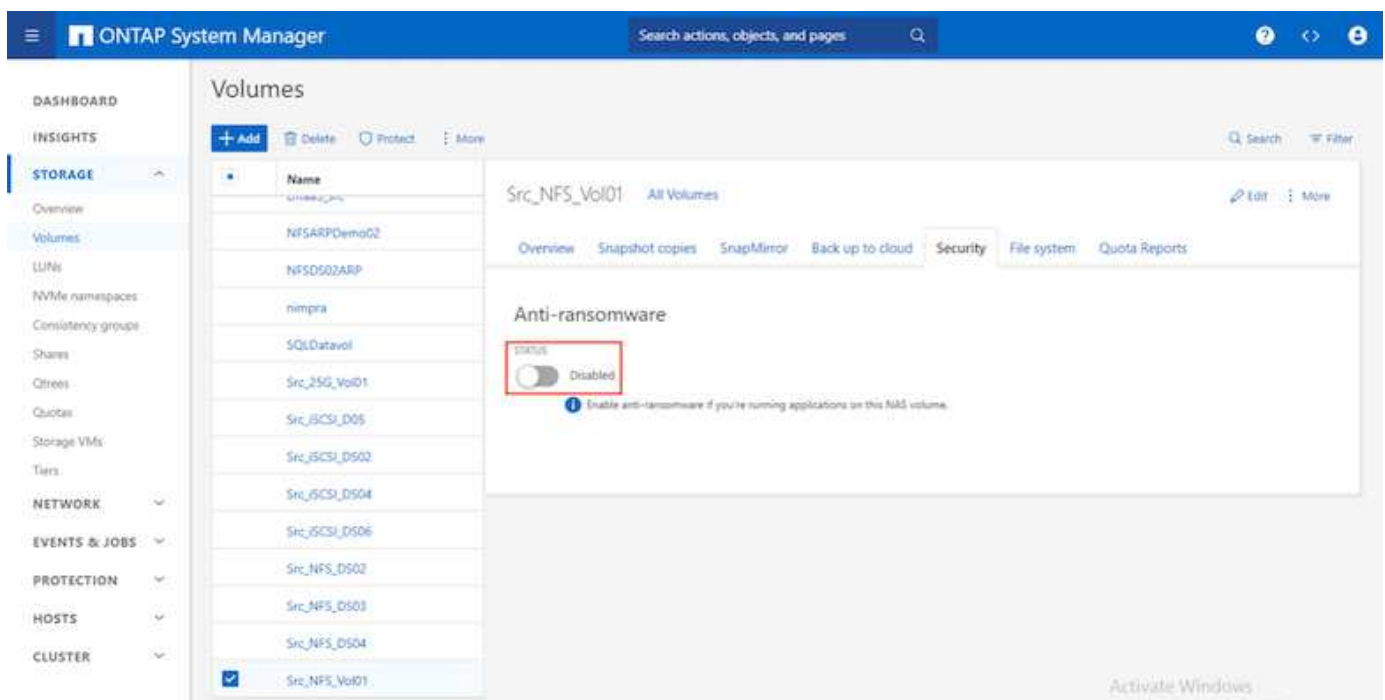 ONTAP System Manager
Search actions, objects, and pages
DASHBOARD
INSIGHTS
STORAGE
Overview
Volumes
LUNs
NVMe namespaces
Consistency groups
Shares
Qtrees
Quotas
Storage VMs
Tiers
NETWORK
EVENTS & JOBS
PROTECTION
HOSTS
CLUSTER
Volumes
+ Add Delete Protect More
Search Filter
Name
NFSARPDemo02
NFSDS02ARP
nimpra
SQLDatavol
Src_25G_Vol01
Src_iSCSI_D05
Src_iSCSI_DS02
Src_iSCSI_DS04
Src_iSCSI_DS06
Src_NFS_DS02
Src_NFS_DS03
Src_NFS_DS04
Src_NFS_Vol01
Src_NFS_Vol01 All Volumes
Edit More
Overview Snapshot copies SnapMirror Back up to cloud Security File system Quota Reports
Anti-ransomware
STATUS
Disabled
Enable anti-ransomware if you're running applications on this NAS volume.
Activate Windows